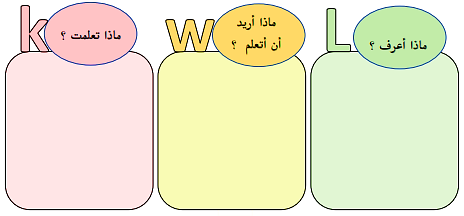 k
ماذا تعلمت ؟
W
ماذا أريد
أن أتعلم ؟
L
ماذا أعرف ؟